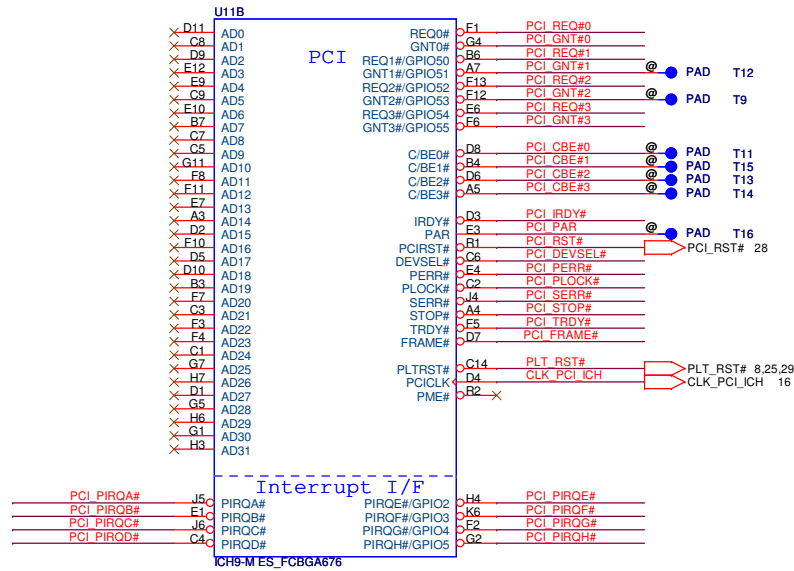 U11B
PCI
D11 AD0 REQ0# F1 PCI_REQ#0
C8 AD1 GNT0# G4 PCI_GNT#0
D9 AD2 REQ1#/GPIO50 B6 PCI_REQ#1
E12 AD3 GNT1#/GPIO51 A7 PCI_GNT#1 @ PAD T12
E9 AD4 REQ2#/GPIO52 F13 PCI_REQ#2
C9 AD5 GNT2#/GPIO53 F12 PCI_GNT#2 @ PAD T9
E10 AD6 REQ3#/GPIO54 E6 PCI_REQ#3
B7 AD7 GNT3#/GPIO55 F6 PCI_GNT#3
C7 AD8
C5 AD9 C/BE0# D8 PCI_CBE#0 @ PAD T11
G11 AD10 C/BE1# B4 PCI_CBE#1 @ PAD T15
F8 AD11 C/BE2# D6 PCI_CBE#2 @ PAD T13
F11 AD12 C/BE3# A5 PCI_CBE#3 @ PAD T14
E7 AD13
A3 AD14 IRDY# D3 PCI_IRDY#
D2 AD15 PAR E3 PCI_PAR @ PAD T16
F10 AD16 PCIRST# R1 PCI_RST# PCI_RST# 28
D5 AD17 DEVSEL# C6 PCI_DEVSEL#
D10 AD18 PERR# E4 PCI_PERR#
B3 AD19 PLOCK# C2 PCI_PLOCK#
F7 AD20 SERR# J4 PCI_SERR#
C3 AD21 STOP# A4 PCI_STOP#
F3 AD22 TRDY# F5 PCI_TRDY#
F4 AD23 FRAME# D7 PCI_FRAME#
C1 AD24
G7 AD25 PLTRST# C14 PLT_RST# PLT_RST# 8,25,29
H7 AD26 PCICLK D4 CLK_PCI_ICH CLK_PCI_ICH 16
D1 AD27 PME# R2
G5 AD28
H6 AD29
G1 AD30
H3 AD31
Interrupt I/F
PCI_PIRQA# J5 PIRQA# PIRQE#/GPIO2 H4 PCI_PIRQE#
PCI_PIRQB# E1 PIRQB# PIRQF#/GPIO3 K6 PCI_PIRQF#
PCI_PIRQC# J6 PIRQC# PIRQG#/GPIO4 F2 PCI_PIRQG#
PCI_PIRQD# C4 PIRQD# PIRQH#/GPIO5 G2 PCI_PIRQH#
ICH9-M ES_FCBGA676